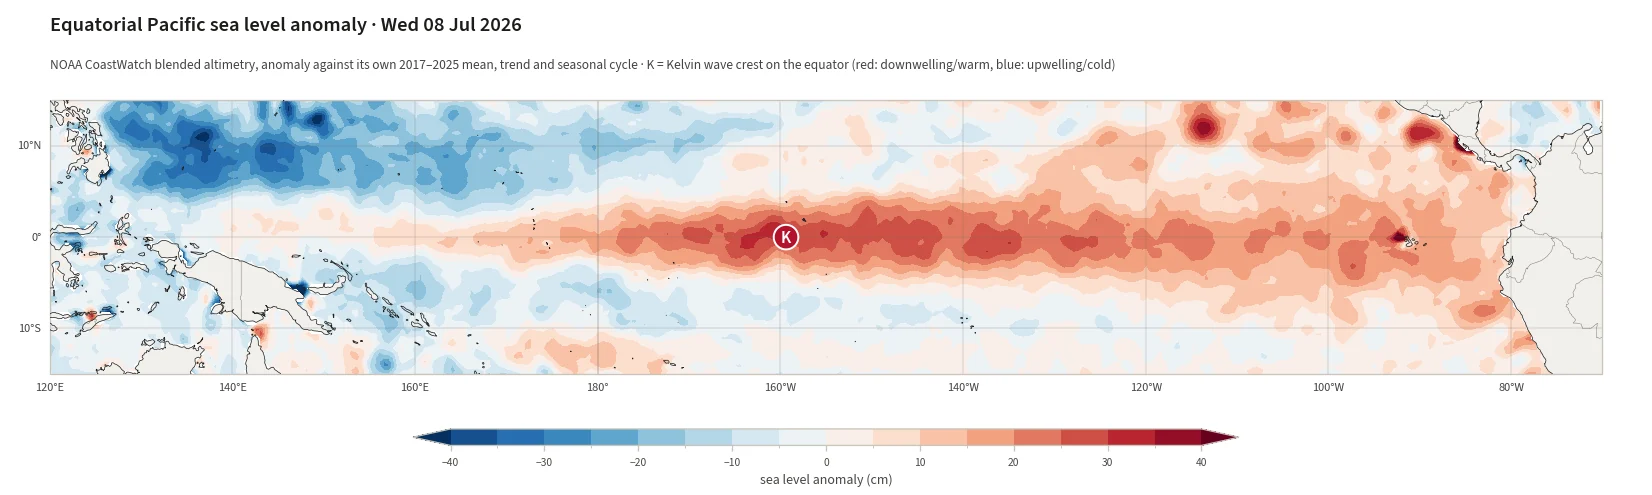 Equatorial Pacific sea level anomaly · Wed 08 Jul 2026
NOAA CoastWatch blended altimetry, anomaly against its own 2017–2025 mean, trend and seasonal cycle · K = Kelvin wave crest on the equator (red: downwelling/warm, blue: upwelling/cold)
10°N
0°
K
10°S
120°E 140°E 160°E 180° 160°W 140°W 120°W 100°W 80°W
−40 −30 −20 −10 0 10 20 30 40
sea level anomaly (cm)